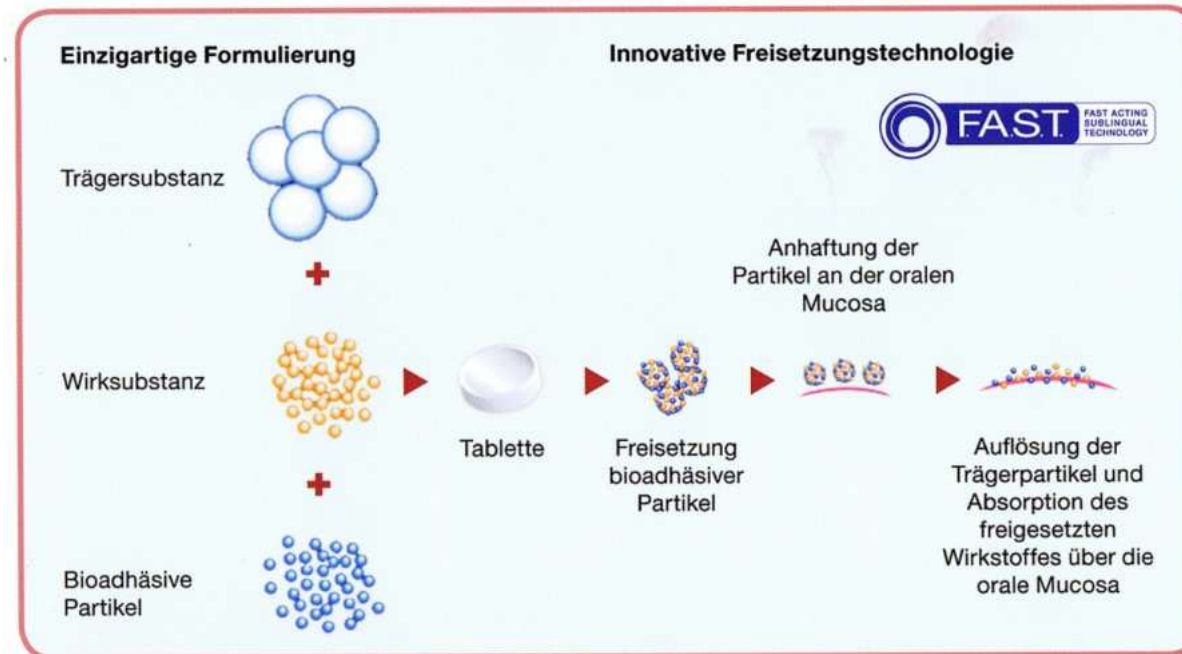 Einzigartige Formulierung
Innovative Freisetzungstechnologie
F.A.S.T.
FAST ACTING
SUBLINGUAL
TECHNOLOGY
Trägersubstanz
Anhaftung der
Partikel an der oralen
Mucosa
Wirksubstanz
Tablette
Freisetzung
bioadhäsiver
Partikel
Auflösung der
Trägerpartikel und
Absorption des
freigesetzten
Wirkstoffes über die
orale Mucosa
Bioadhäsive
Partikel